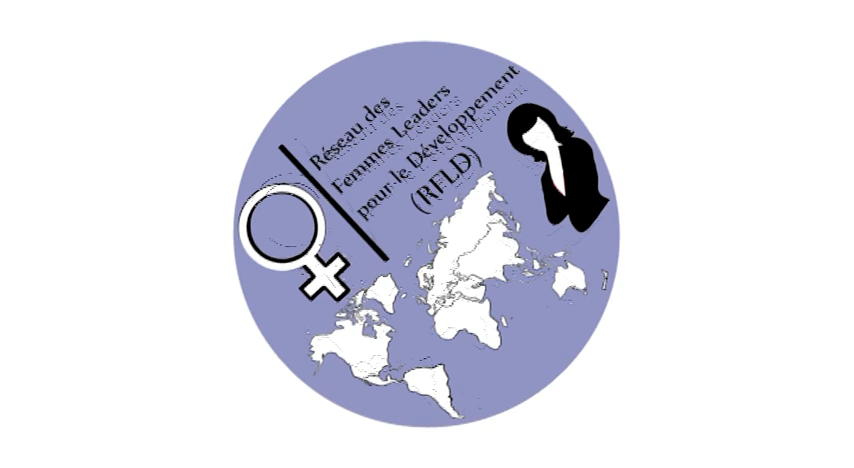 Réseau des
Femmes Leaders
pour le Développement
(RFLD)